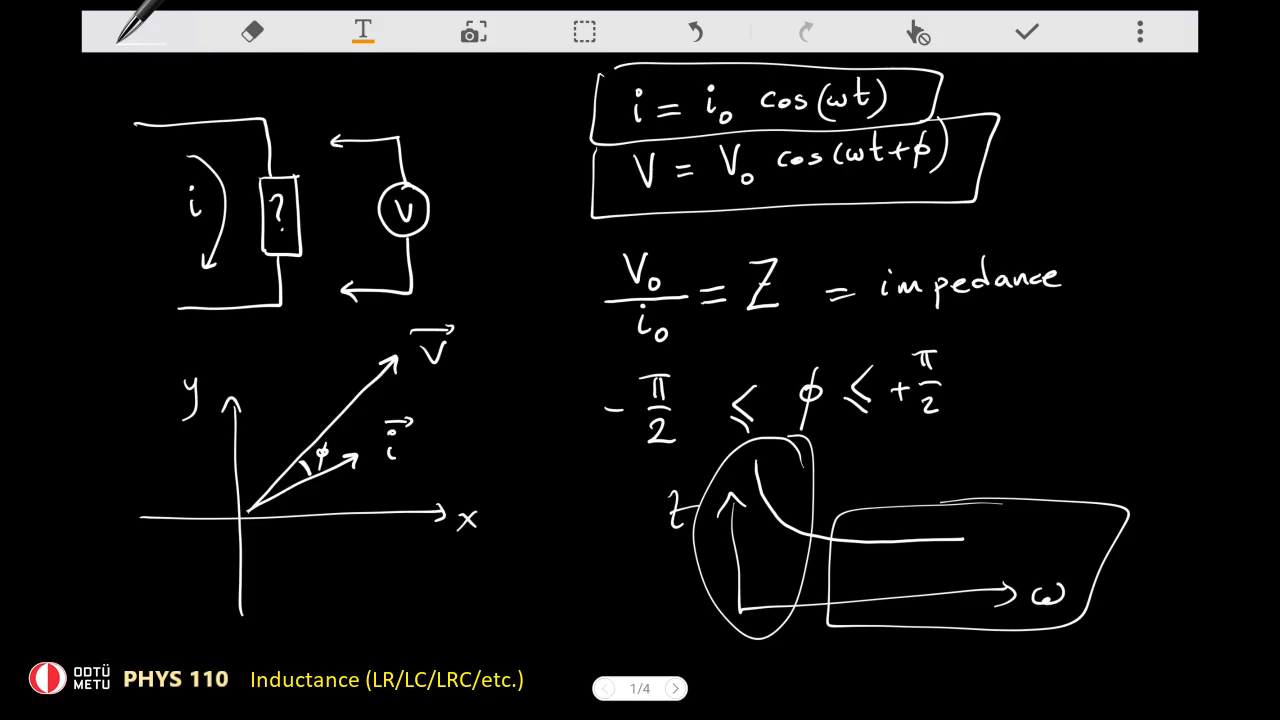 T
i = i₀ cos(ωt)
V = V₀ cos(ωt+φ)
i
?
V
V₀/i₀ = Z = impedance
-π/2 ≤ φ ≤ +π/2
y
V
φ
i
x
Z
ω
ODTÜ
METU
PHYS 110
Inductance (LR/LC/LRC/etc.)
1/4